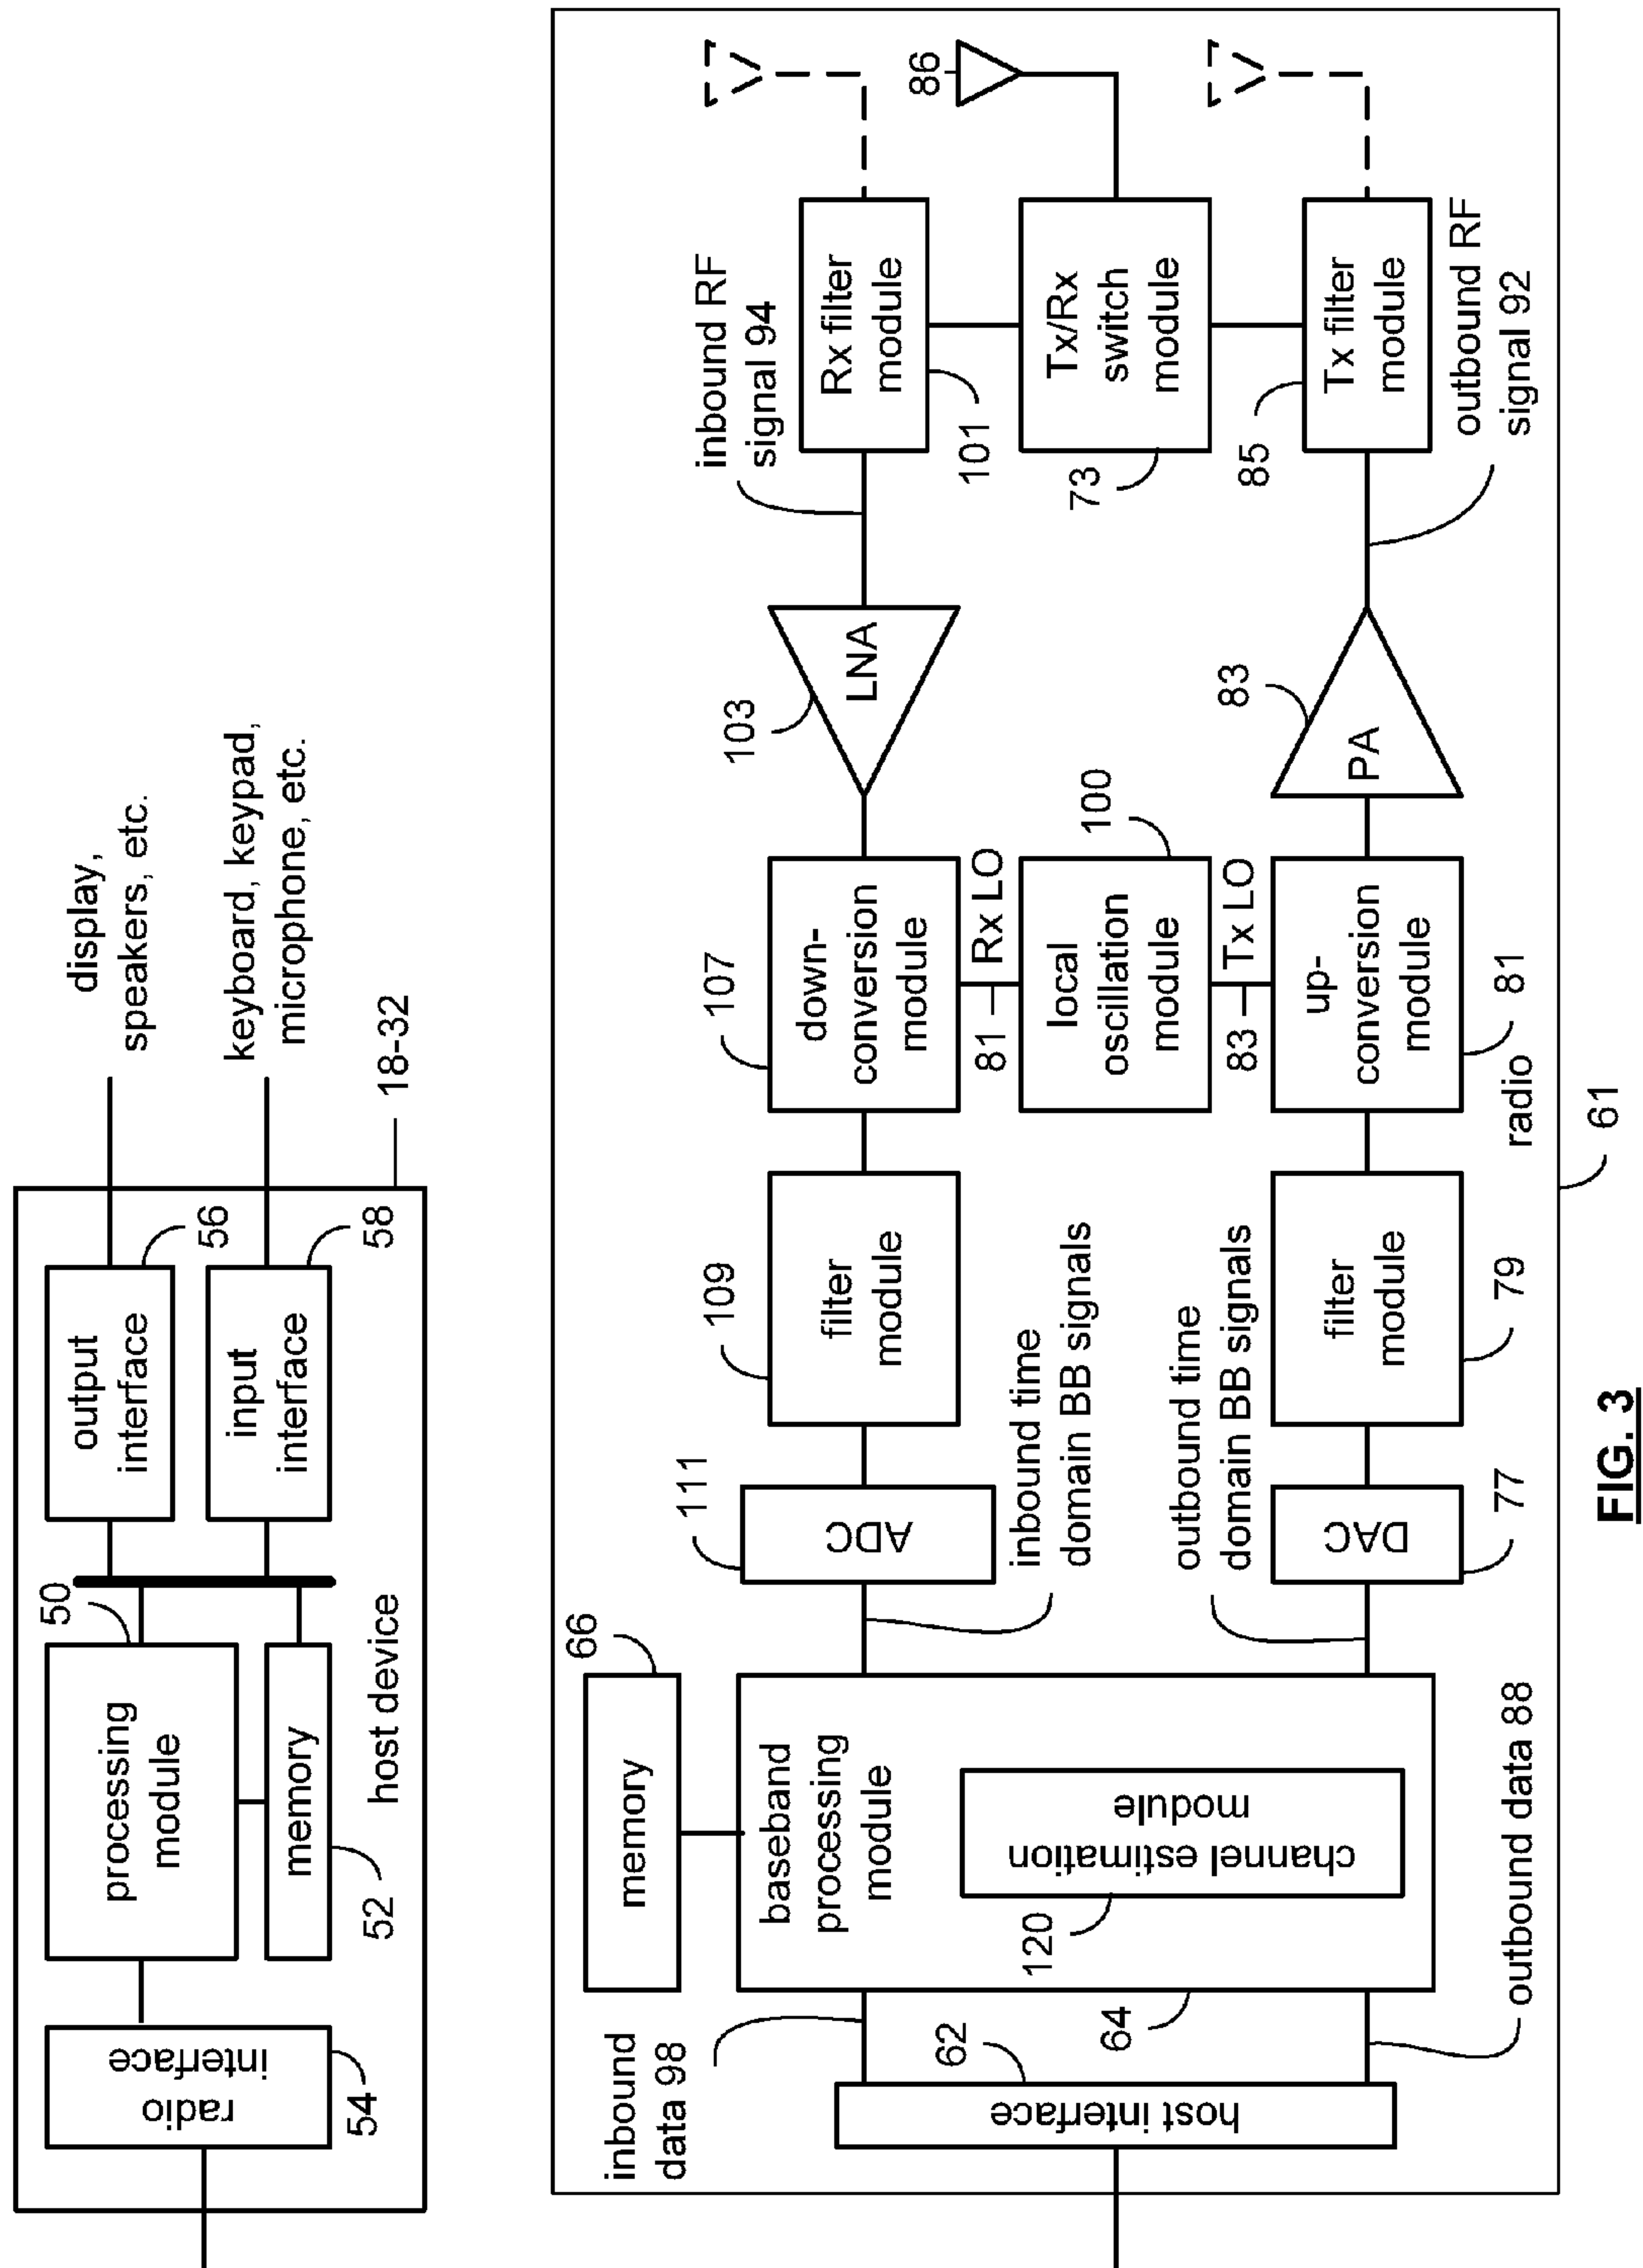 display,
speakers, etc.
keyboard, keypad,
microphone, etc.
18-32
radio
interface
54
processing
module
50
memory
52
output
interface
56
input
interface
58
host device
inbound
data 98
host interface
62
64
outbound data 88
memory
66
baseband
processing
module
channel estimation
module
120
ADC
111
inbound time
domain BB signals
outbound time
domain BB signals
DAC
77
filter
module
109
filter
module
79
down-
conversion
module
107
81
Rx LO
local
oscillation
module
100
83
Tx LO
up-
conversion
module
81
radio
61
LNA
103
PA
83
inbound RF
signal 94
Rx filter
module
101
Tx/Rx
switch
module
73
86
Tx filter
module
85
outbound RF
signal 92
FIG. 3